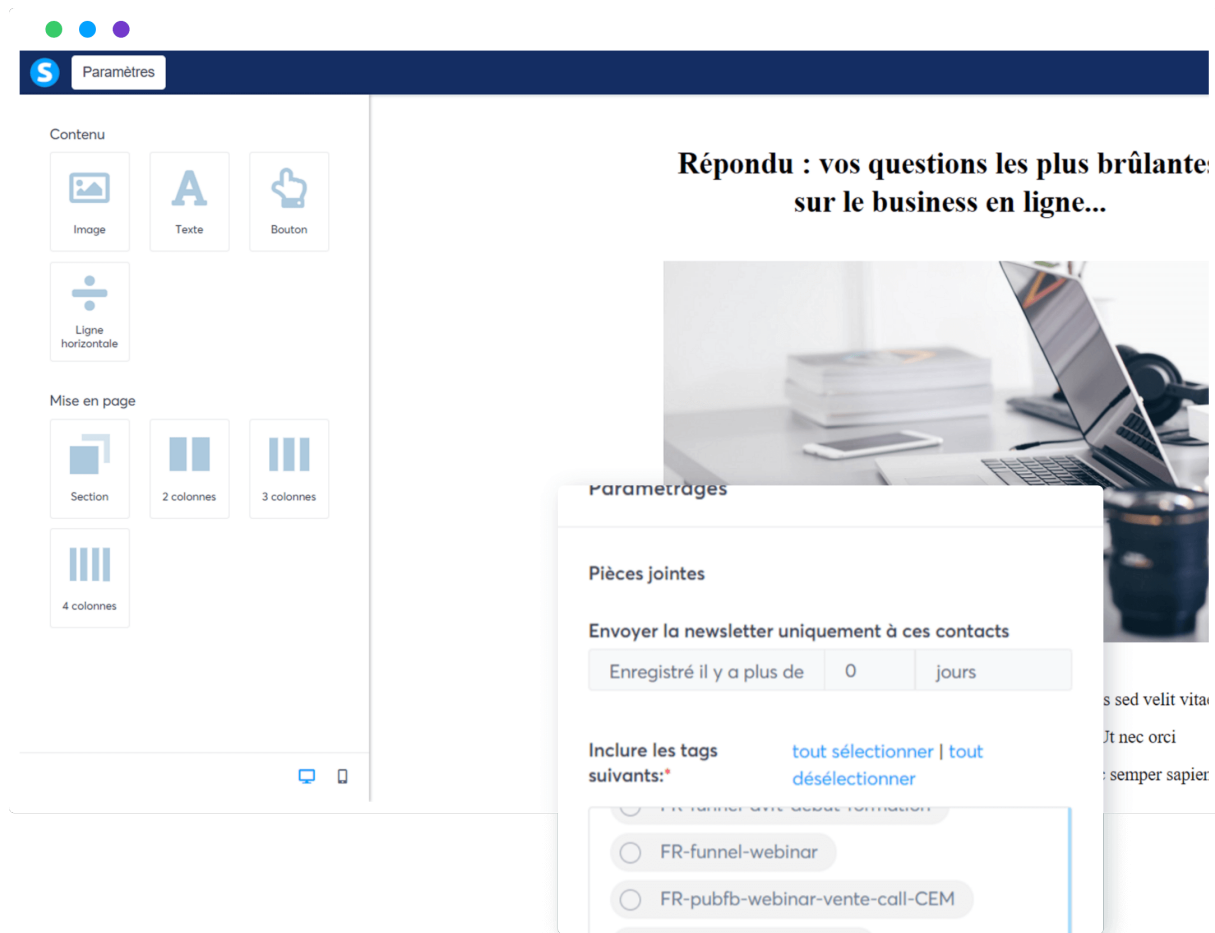 S
Paramètres
Contenu
Image
Texte
Bouton
Ligne
horizontale
Mise en page
Section
2 colonnes
3 colonnes
4 colonnes
Répondu : vos questions les plus brûlantes
sur le business en ligne...
s sed velit vitae
Ut nec orci
semper sapien
Paramétrages
Pièces jointes
Envoyer la newsletter uniquement à ces contacts
Enregistré il y a plus de 0 jours
Inclure les tags
suivants:*
tout sélectionner | tout
désélectionner
FR-funnel-webinar
FR-pubfb-webinar-vente-call-CEM